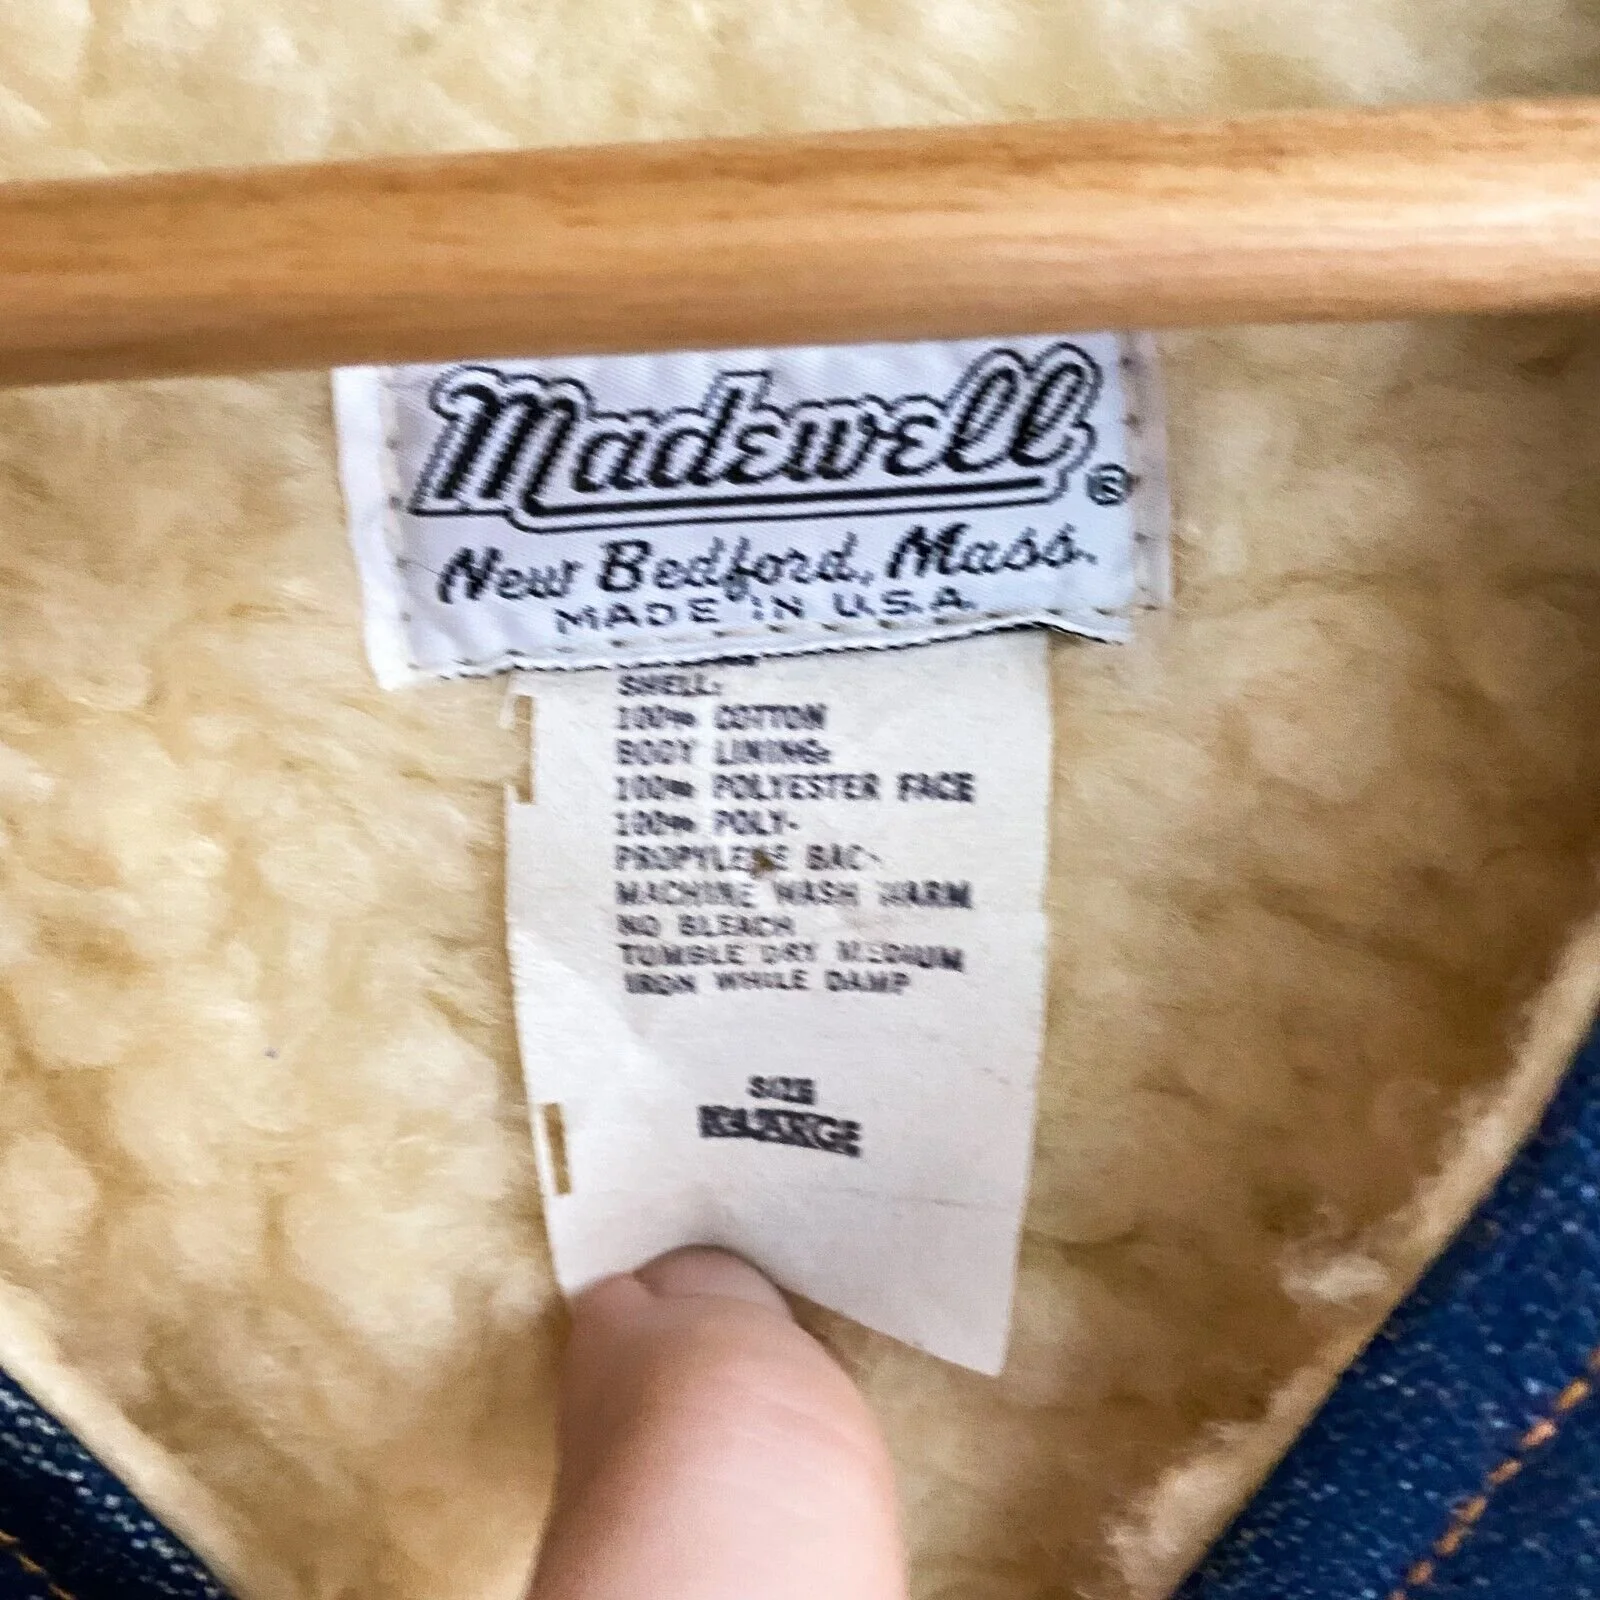 Madewell®
New Bedford, Mass.
MADE IN U.S.A.
SHELL:
100% COTTON
BODY LINING:
100% POLYESTER FACE
100% POLY-
PROPYLENE BAC-
MACHINE WASH WARM
NO BLEACH
TUMBLE DRY MEDIUM
IRON WHILE DAMP
SIZE